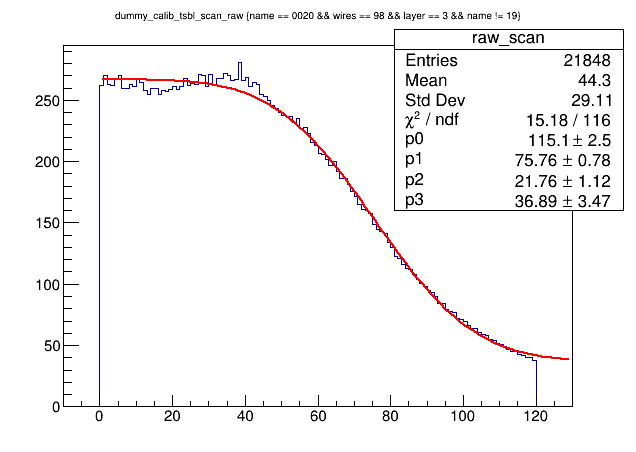 dummy_calib_tsbl_scan_raw {name == 0020 && wires == 98 && layer == 3 && name != 19}
raw_scan
Entries 21848
Mean 44.3
Std Dev 29.11
χ² / ndf 15.18 / 116
p0 115.1 ± 2.5
p1 75.76 ± 0.78
p2 21.76 ± 1.12
p3 36.89 ± 3.47
250
200
150
100
50
0
0 20 40 60 80 100 120